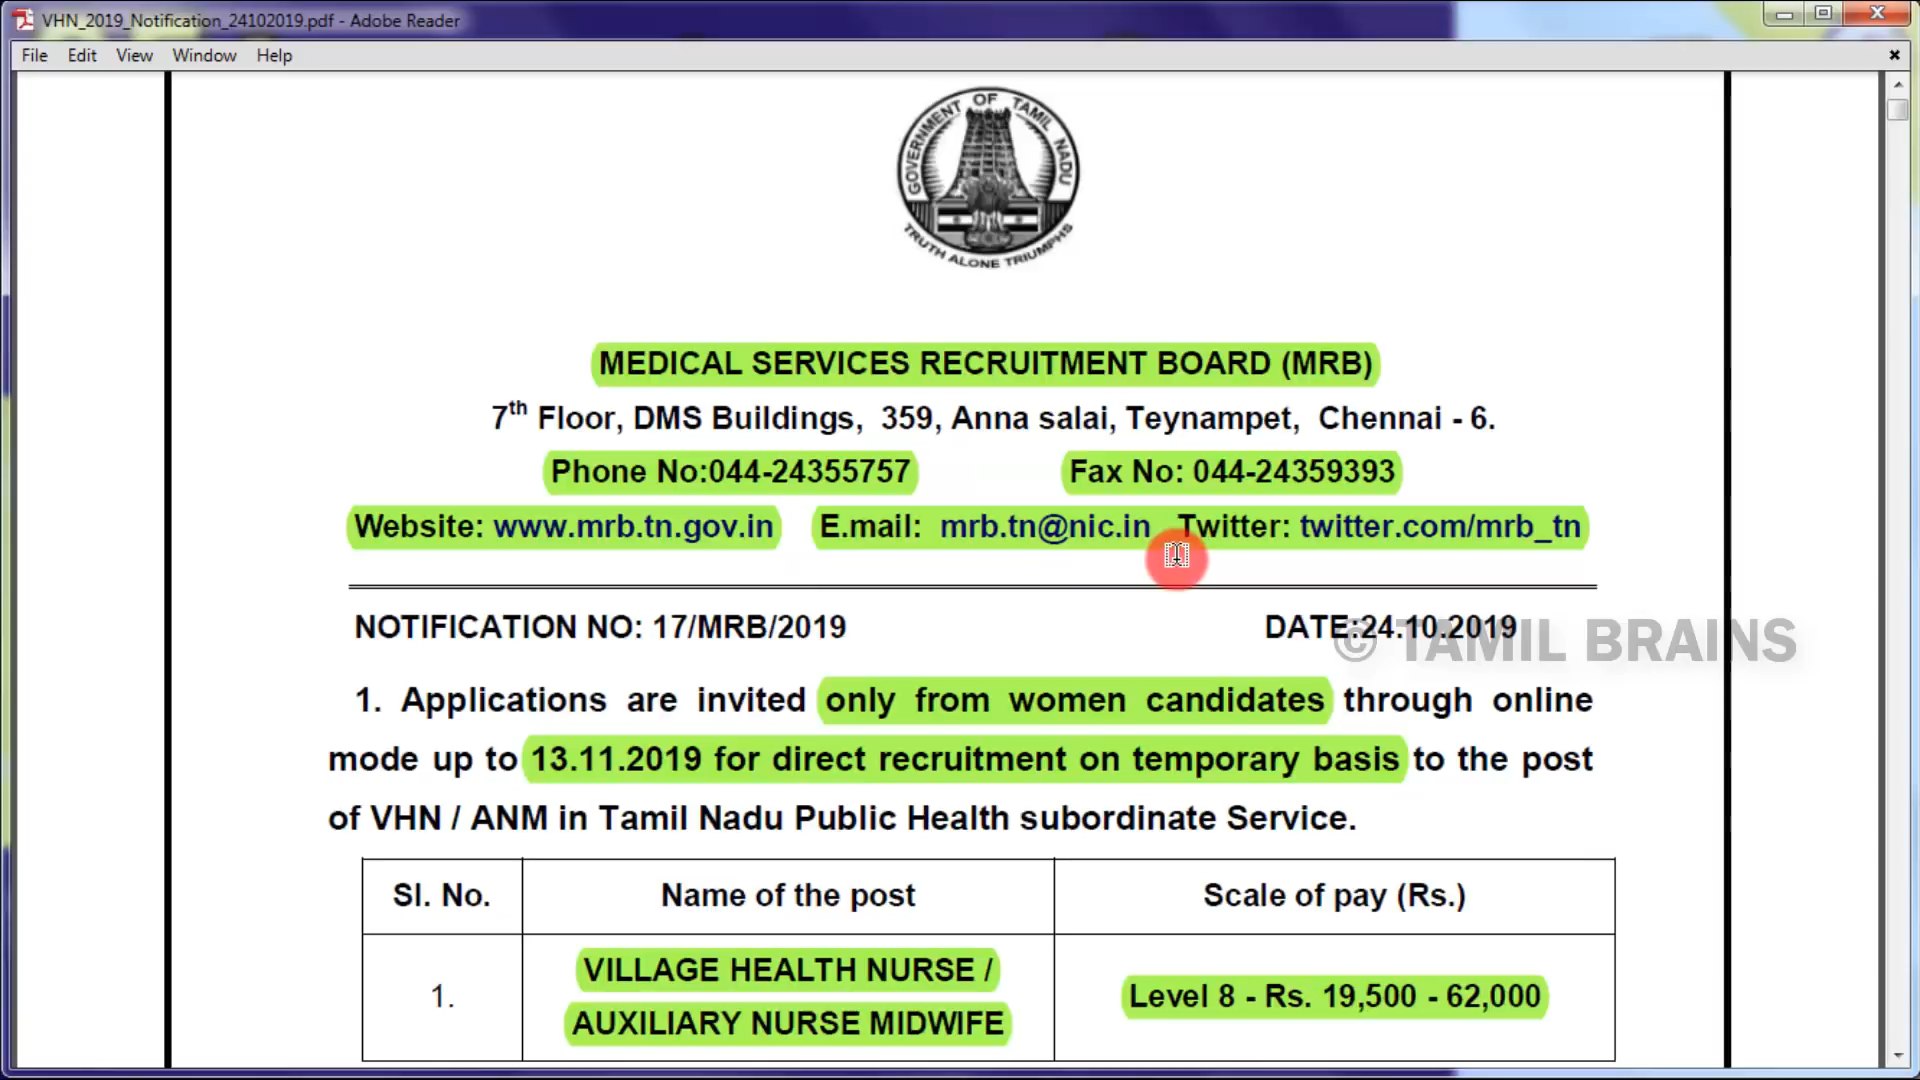 VHN_2019_Notification_24102019.pdf - Adobe Reader
File Edit View Window Help
GOVERNMENT OF TAMIL NADU
TRUTH ALONE TRIUMPHS
MEDICAL SERVICES RECRUITMENT BOARD (MRB)
7th Floor, DMS Buildings, 359, Anna salai, Teynampet, Chennai - 6.
Phone No:044-24355757 Fax No: 044-24359393
Website: www.mrb.tn.gov.in E.mail: mrb.tn@nic.in Twitter: twitter.com/mrb_tn
NOTIFICATION NO: 17/MRB/2019 DATE:24.10.2019
© TAMIL BRAINS
1. Applications are invited only from women candidates through online
mode up to 13.11.2019 for direct recruitment on temporary basis to the post
of VHN / ANM in Tamil Nadu Public Health subordinate Service.
Sl. No. Name of the post Scale of pay (Rs.)
1. VILLAGE HEALTH NURSE / AUXILIARY NURSE MIDWIFE Level 8 - Rs. 19,500 - 62,000